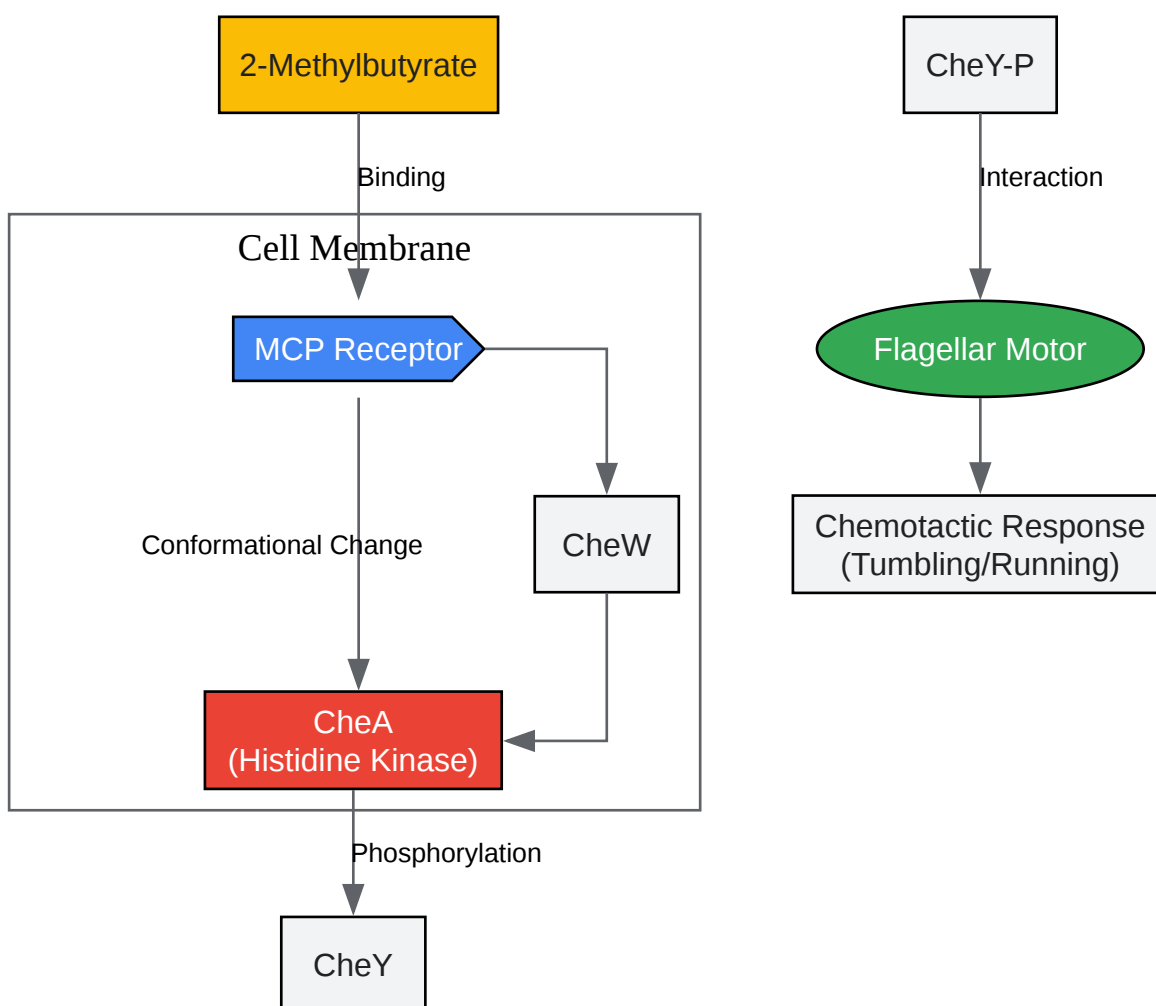 2-Methylbutyrate
CheY-P
Binding
Interaction
Cell Membrane
MCP Receptor
Flagellar Motor
Conformational Change
CheW
Chemotactic Response
(Tumbling/Running)
CheA
(Histidine Kinase)
Phosphorylation
CheY